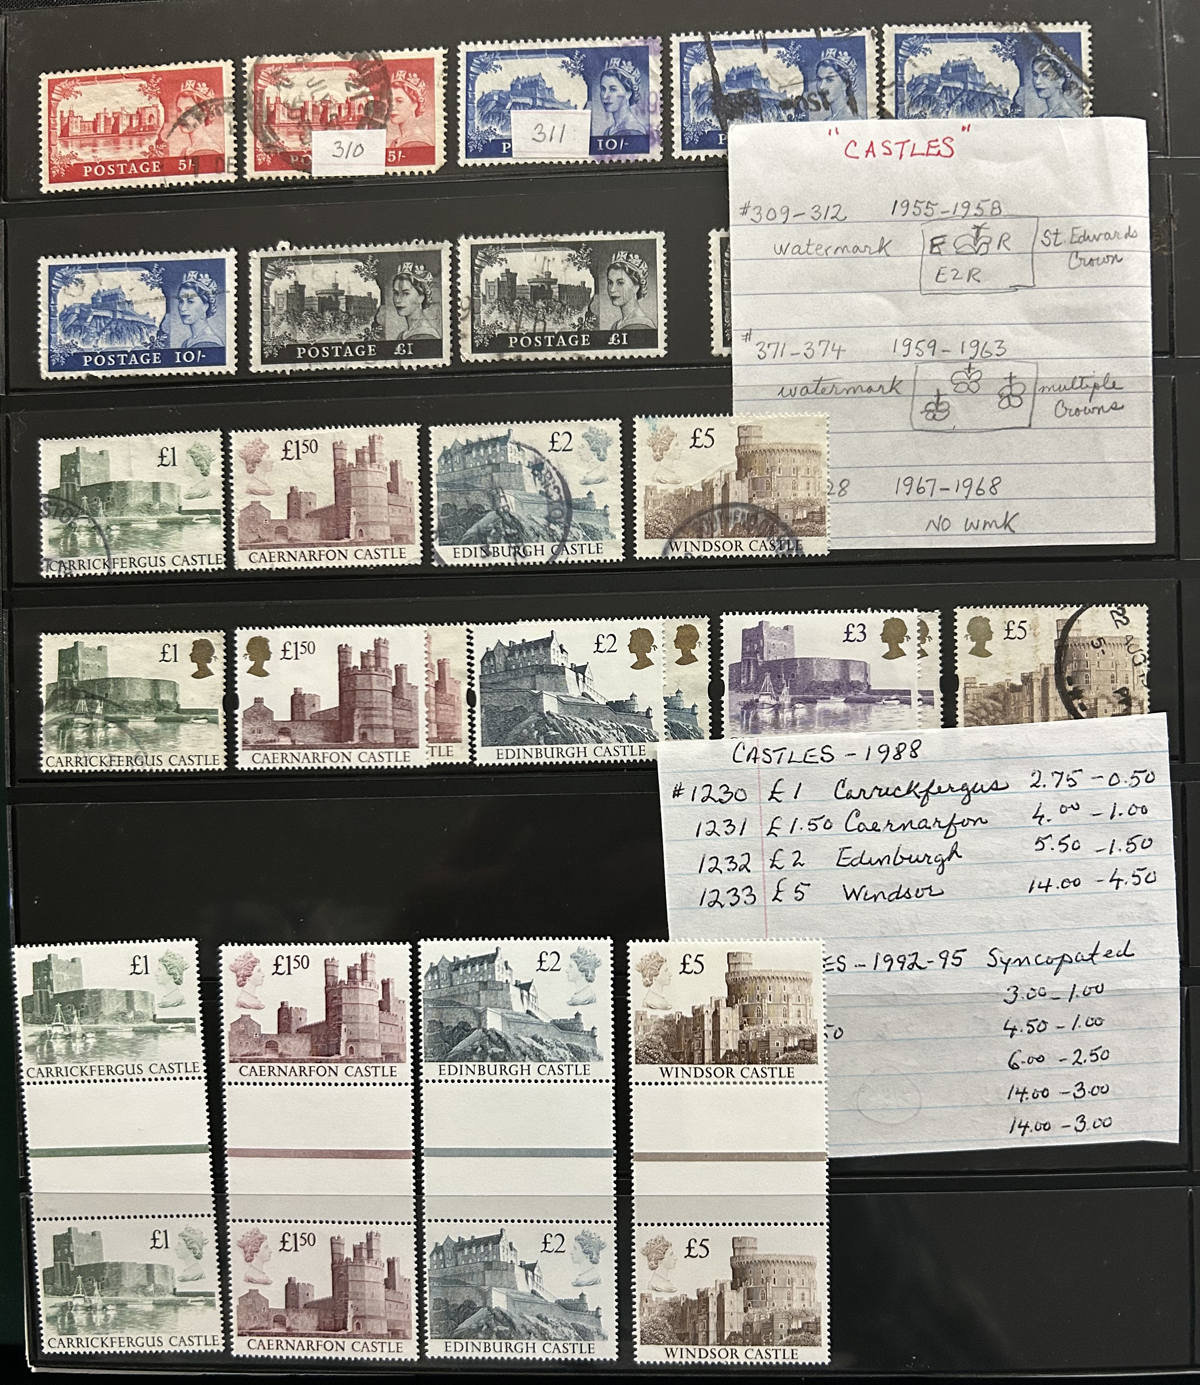 POSTAGE 5/-
310
5/-
311
10/-
POST
"CASTLES"
#309-312 1955-1958
watermark E R St. Edwards
E2R Crown
#371-374 1959-1963
watermark multiple
Crowns
28 1967-1968
NO WMK
POSTAGE 10/-
POSTAGE £1
POSTAGE £1
£1
CARRICKFERGUS CASTLE
£1 50
CAERNARFON CASTLE
£2
EDINBURGH CASTLE
£5
WINDSOR CASTLE
£1
CARRICKFERGUS CASTLE
£1 50
CAERNARFON CASTLE
TLE
£2
EDINBURGH CASTLE
£3
£5
CASTLES - 1988
#1230 £1 Carrickfergus 2.75 - 0.50
1231 £1.50 Caernarfon 4.00 - 1.00
1232 £2 Edinburgh 5.50 - 1.50
1233 £5 Windsor 14.00 - 4.50
ES - 1992-95 Syncopated
3.00 - 1.00
50 4.50 - 1.00
6.00 - 2.50
14.00 - 3.00
14.00 - 3.00
£1
CARRICKFERGUS CASTLE
£1 50
CAERNARFON CASTLE
£2
EDINBURGH CASTLE
£5
WINDSOR CASTLE
£1
CARRICKFERGUS CASTLE
£1 50
CAERNARFON CASTLE
£2
EDINBURGH CASTLE
£5
WINDSOR CASTLE